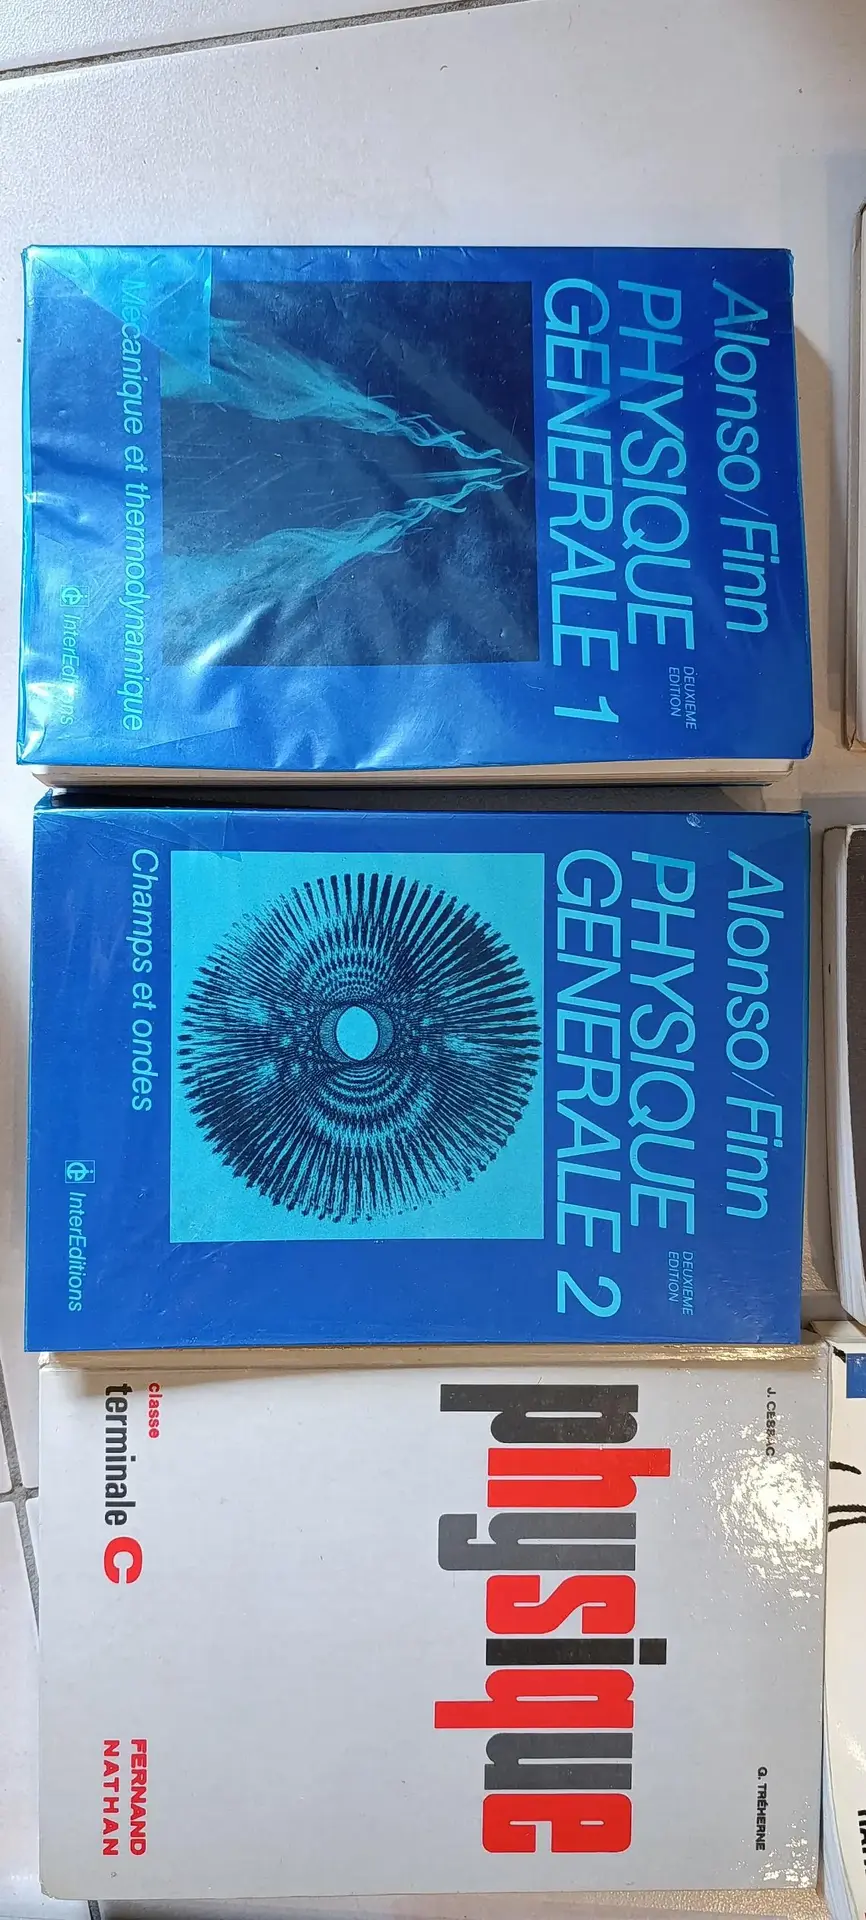 Alonso/Finn
PHYSIQUE
GENERALE 1
DEUXIEME
EDITION
Mécanique et thermodynamique
InterEditions
Alonso/Finn
PHYSIQUE
GENERALE 2
DEUXIEME
EDITION
Champs et ondes
InterEditions
J. CESSAC
G. TRÉHERNE
physique
classe
terminale C
FERNAND
NATHAN